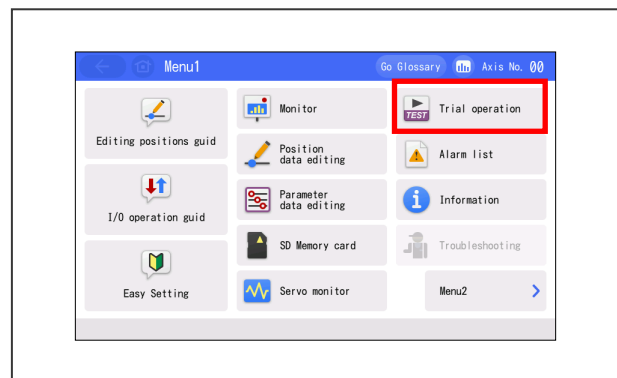 Menu1
Go Glossary
Axis No. 00
Editing positions guid
I/O operation guid
Easy Setting
Monitor
Position
data editing
Parameter
data editing
SD Memory card
Servo monitor
TEST
Trial operation
Alarm list
Information
Troubleshooting
Menu2